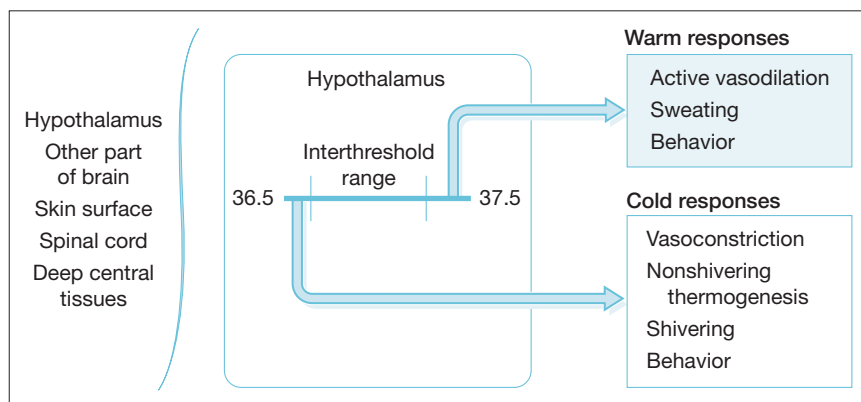 Hypothalamus
Other part
of brain
Skin surface
Spinal cord
Deep central
tissues
Hypothalamus
Interthreshold
range
36.5
37.5
Warm responses
Active vasodilation
Sweating
Behavior
Cold responses
Vasoconstriction
Nonshivering
thermogenesis
Shivering
Behavior